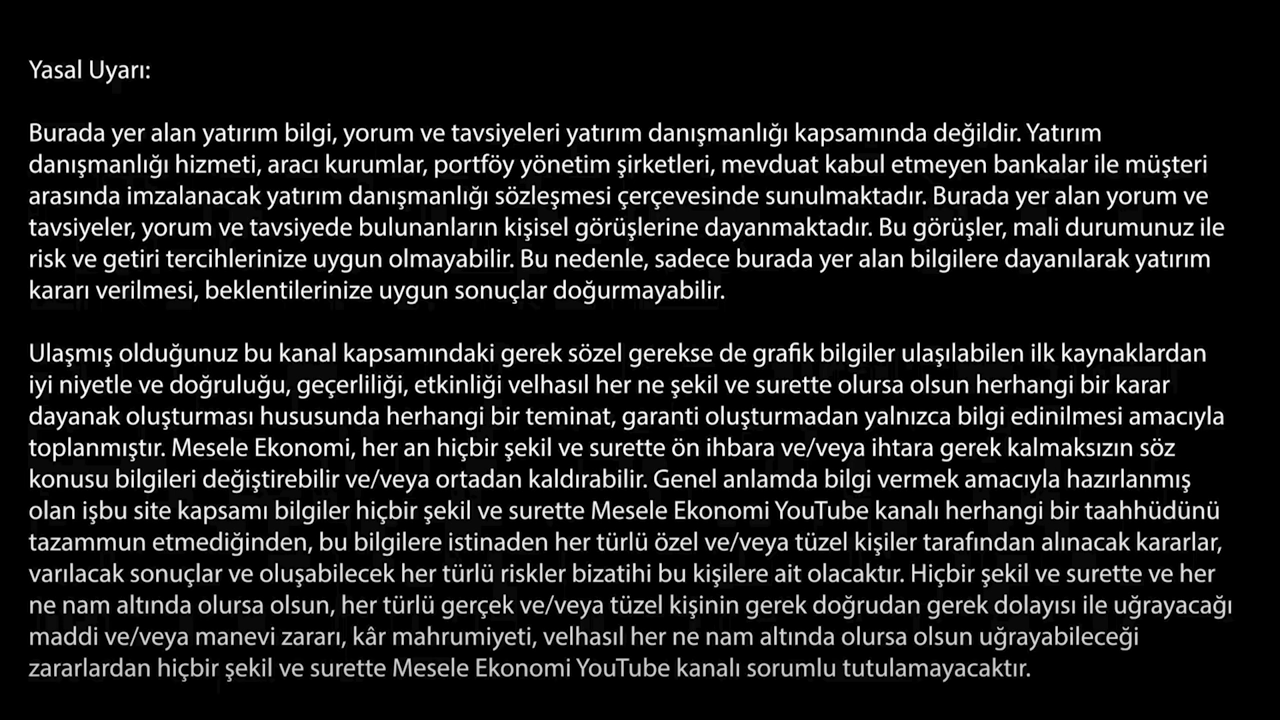 Yasal Uyarı:
Burada yer alan yatırım bilgi, yorum ve tavsiyeleri yatırım danışmanlığı kapsamında değildir. Yatırım
danışmanlığı hizmeti, aracı kurumlar, portföy yönetim şirketleri, mevduat kabul etmeyen bankalar ile müşteri
arasında imzalanacak yatırım danışmanlığı sözleşmesi çerçevesinde sunulmaktadır. Burada yer alan yorum ve
tavsiyeler, yorum ve tavsiyede bulunanların kişisel görüşlerine dayanmaktadır. Bu görüşler, mali durumunuz ile
risk ve getiri tercihlerinize uygun olmayabilir. Bu nedenle, sadece burada yer alan bilgilere dayanılarak yatırım
kararı verilmesi, beklentilerinize uygun sonuçlar doğurmayabilir.
Ulaşmış olduğunuz bu kanal kapsamındaki gerek sözel gerekse de grafik bilgiler ulaşılabilen ilk kaynaklardan
iyi niyetle ve doğruluğu, geçerliliği, etkinliği velhasıl her ne şekil ve surette olursa olsun herhangi bir karar
dayanak oluşturması hususunda herhangi bir teminat, garanti oluşturmadan yalnızca bilgi edinilmesi amacıyla
toplanmıştır. Mesele Ekonomi, her an hiçbir şekil ve surette ön ihbara ve/veya ihtara gerek kalmaksızın söz
konusu bilgileri değiştirebilir ve/veya ortadan kaldırabilir. Genel anlamda bilgi vermek amacıyla hazırlanmış
olan işbu site kapsamı bilgiler hiçbir şekil ve surette Mesele Ekonomi YouTube kanalı herhangi bir taahhüdünü
tazammun etmediğinden, bu bilgilere istinaden her türlü özel ve/veya tüzel kişiler tarafından alınacak kararlar,
varılacak sonuçlar ve oluşabilecek her türlü riskler bizatihi bu kişilere ait olacaktır. Hiçbir şekil ve surette ve her
ne nam altında olursa olsun, her türlü gerçek ve/veya tüzel kişinin gerek doğrudan gerek dolayısı ile uğrayacağı
maddi ve/veya manevi zararı, kâr mahrumiyeti, velhasıl her ne nam altında olursa olsun uğrayabileceği
zararlardan hiçbir şekil ve surette Mesele Ekonomi YouTube kanalı sorumlu tutulamayacaktır.